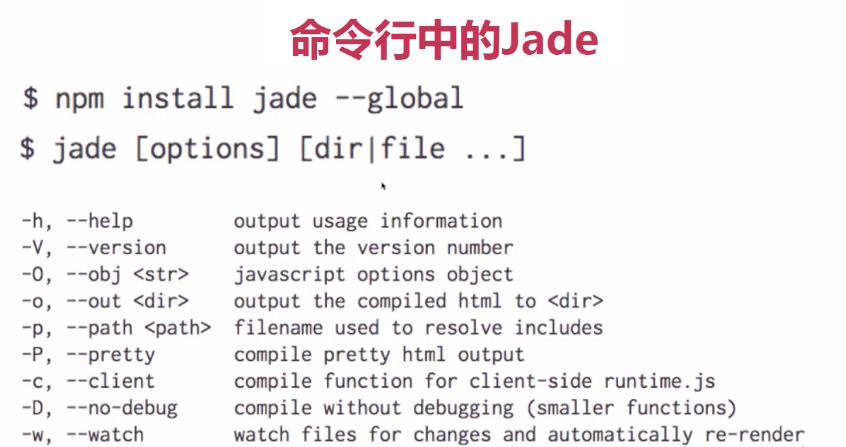 命令行中的Jade
$ npm install jade --global
$ jade [options] [dir|file ...]
-h, --help output usage information
-V, --version output the version number
-O, --obj <str> javascript options object
-o, --out <dir> output the compiled html to <dir>
-p, --path <path> filename used to resolve includes
-P, --pretty compile pretty html output
-c, --client compile function for client-side runtime.js
-D, --no-debug compile without debugging (smaller functions)
-w, --watch watch files for changes and automatically re-render